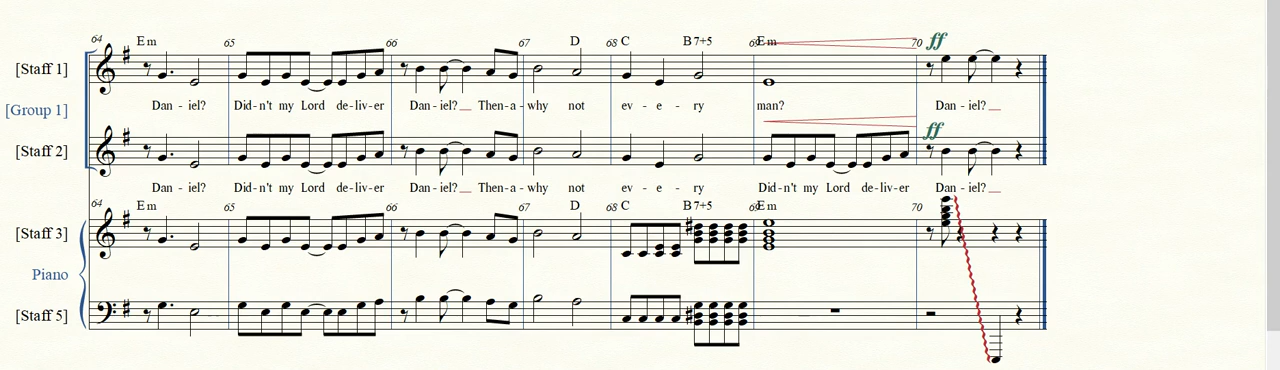 64 Em 65 66 67 D 68 C B7+5 69 Em 70 ff
[Staff 1]
Dan - iel? Did-n't my Lord de-liv-er Dan-iel?__ Then-a-why not ev - e - ry man? Dan-iel?__
[Group 1]
ff
[Staff 2]
Dan - iel? Did-n't my Lord de-liv-er Dan-iel?__ Then-a-why not ev - e - ry Did-n't my Lord de-liv-er Dan-iel?__
64 Em 65 66 67 D 68 C B7+5 69 Em 70
[Staff 3]
Piano
[Staff 5]